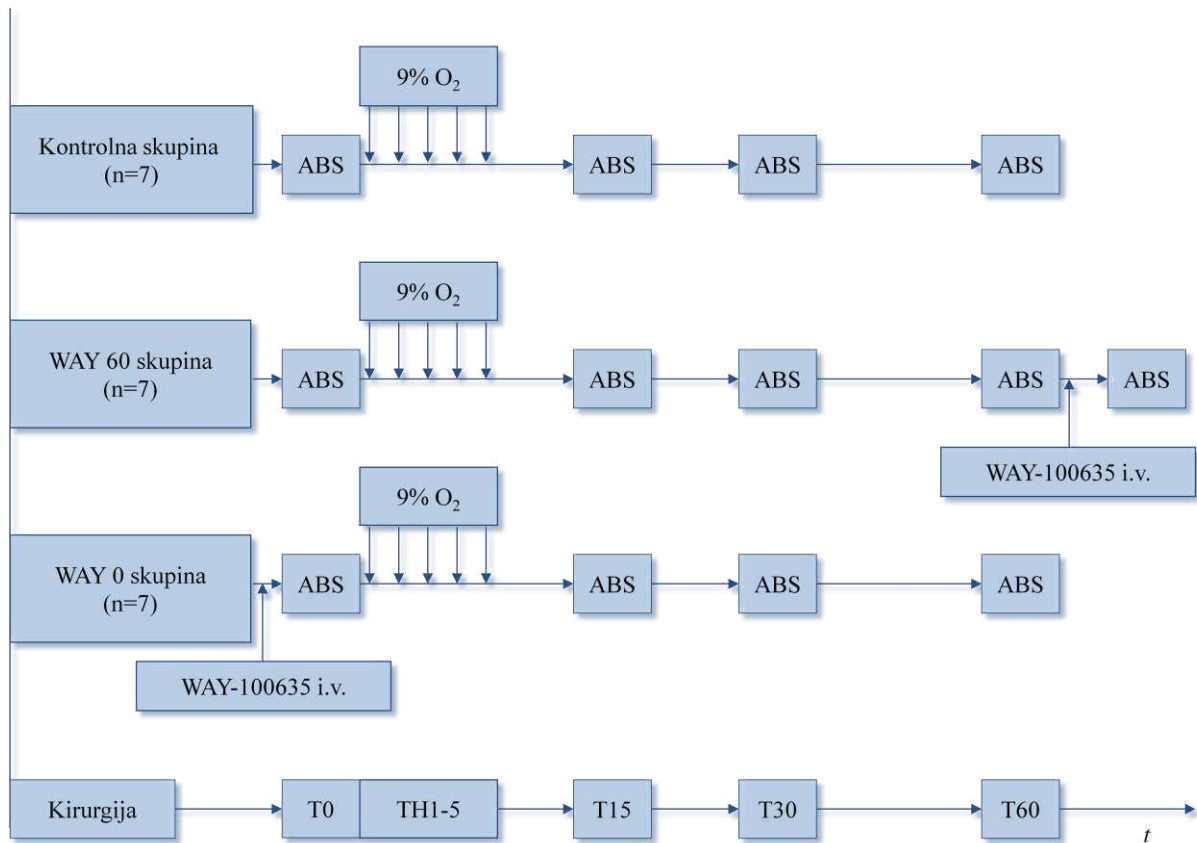 9% O₂
Kontrolna skupina
(n=7)
ABS
ABS
ABS
ABS
9% O₂
WAY 60 skupina
(n=7)
ABS
ABS
ABS
ABS
ABS
WAY-100635 i.v.
9% O₂
WAY 0 skupina
(n=7)
ABS
ABS
ABS
ABS
WAY-100635 i.v.
Kirurgija
T0
TH1-5
T15
T30
T60
t